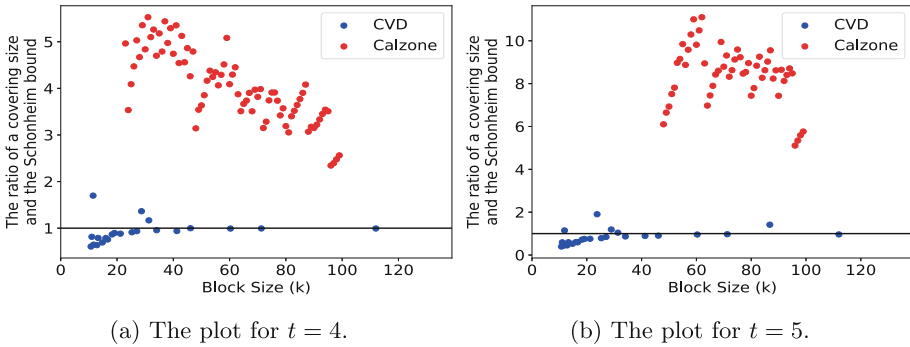 The ratio of a covering size
and the Schonheim bound
5
4
3
2
1
0 20 40 60 80 100 120
Block Size (k)
CVD
Calzone
(a) The plot for t = 4.
The ratio of a covering size
and the Schonheim bound
10
8
6
4
2
0
0 20 40 60 80 100 120
Block Size (k)
CVD
Calzone
(b) The plot for t = 5.